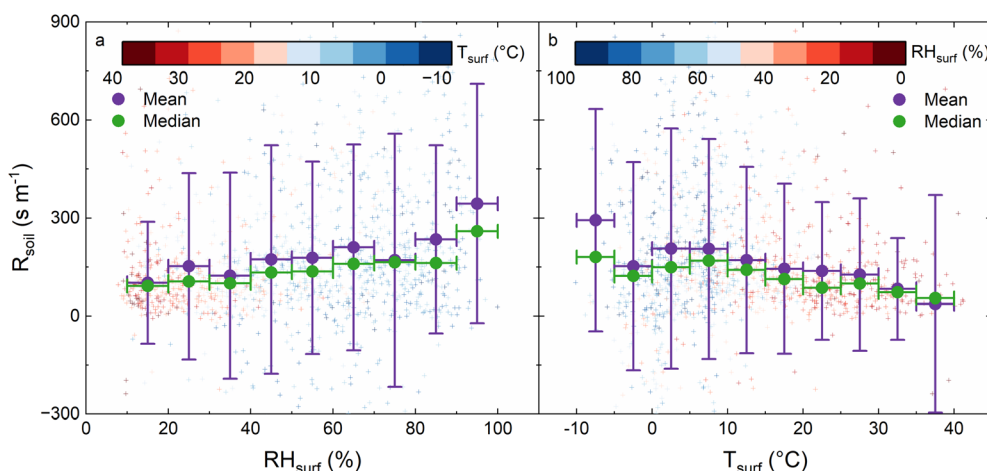 a
T_surf (°C)
40 30 20 10 0 −10
Mean
Median
b
RH_surf (%)
100 80 60 40 20 0
Mean
Median
900
600
300
0
−300
R_soil (s m⁻¹)
0 20 40 60 80 100
RH_surf (%)
-10 0 10 20 30 40
T_surf (°C)